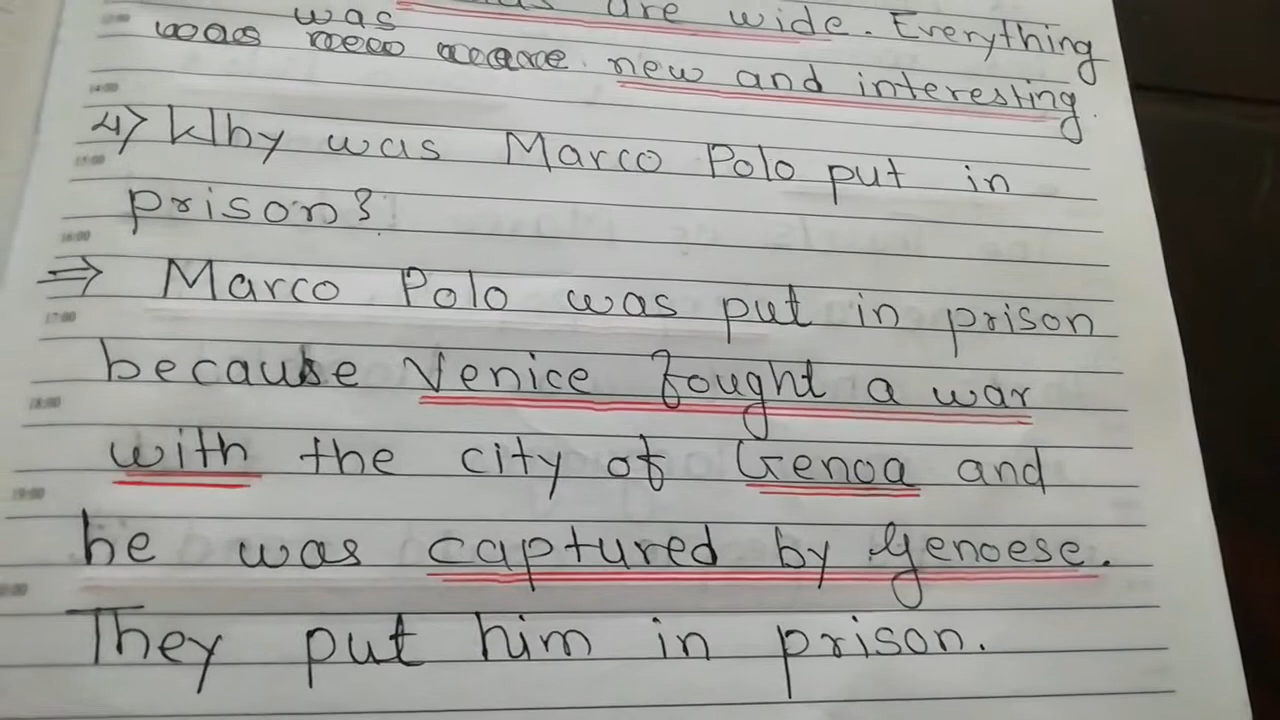 are wide. Everything
was
new and interesting.
4) Why was Marco Polo put in
prison?
⇒ Marco Polo was put in prison
because Venice fought a war
with the city of Genoa and
he was captured by Genoese.
They put him in prison.